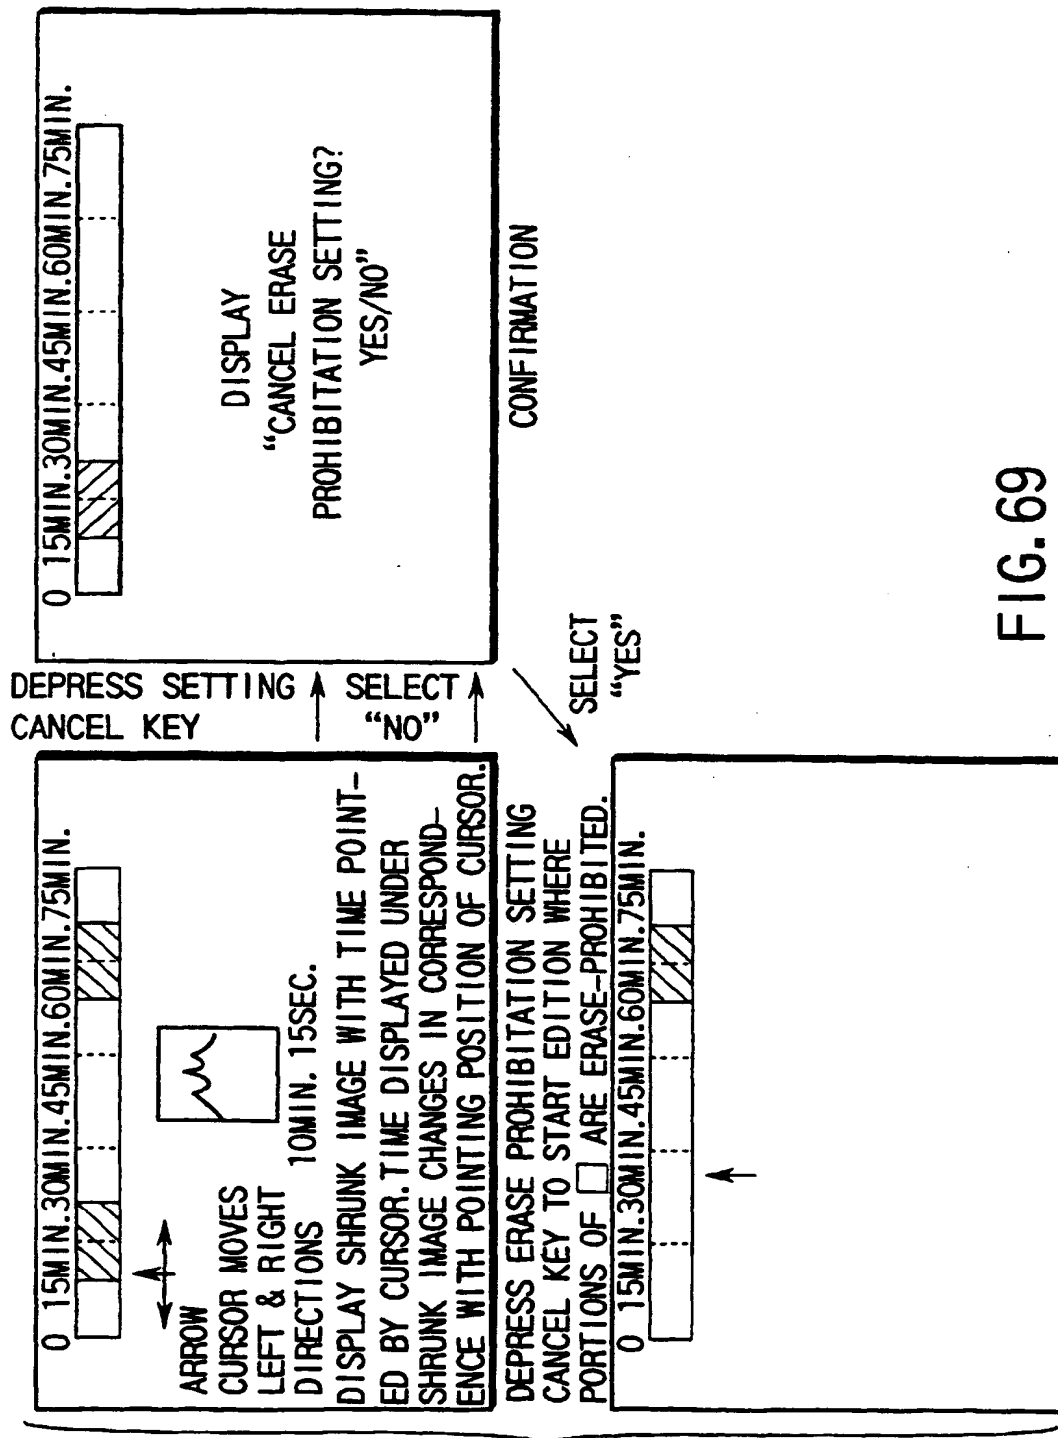 0 15MIN.30MIN.45MIN.60MIN.75MIN.
ARROW
CURSOR MOVES
LEFT & RIGHT
DIRECTIONS
10MIN. 15SEC.
DISPLAY SHRUNK IMAGE WITH TIME POINT-
ED BY CURSOR. TIME DISPLAYED UNDER
SHRUNK IMAGE CHANGES IN CORRESPOND-
ENCE WITH POINTING POSITION OF CURSOR.
DEPRESS SETTING
CANCEL KEY
SELECT
“NO”
0 15MIN.30MIN.45MIN.60MIN.75MIN.
DISPLAY
“CANCEL ERASE
PROHIBITATION SETTING?
YES/NO”
CONFIRMATION
SELECT
“YES”
DEPRESS ERASE PROHIBITATION SETTING
CANCEL KEY TO START EDITION WHERE
PORTIONS OF □ ARE ERASE-PROHIBITED.
0 15MIN.30MIN.45MIN.60MIN.75MIN.
FIG. 69